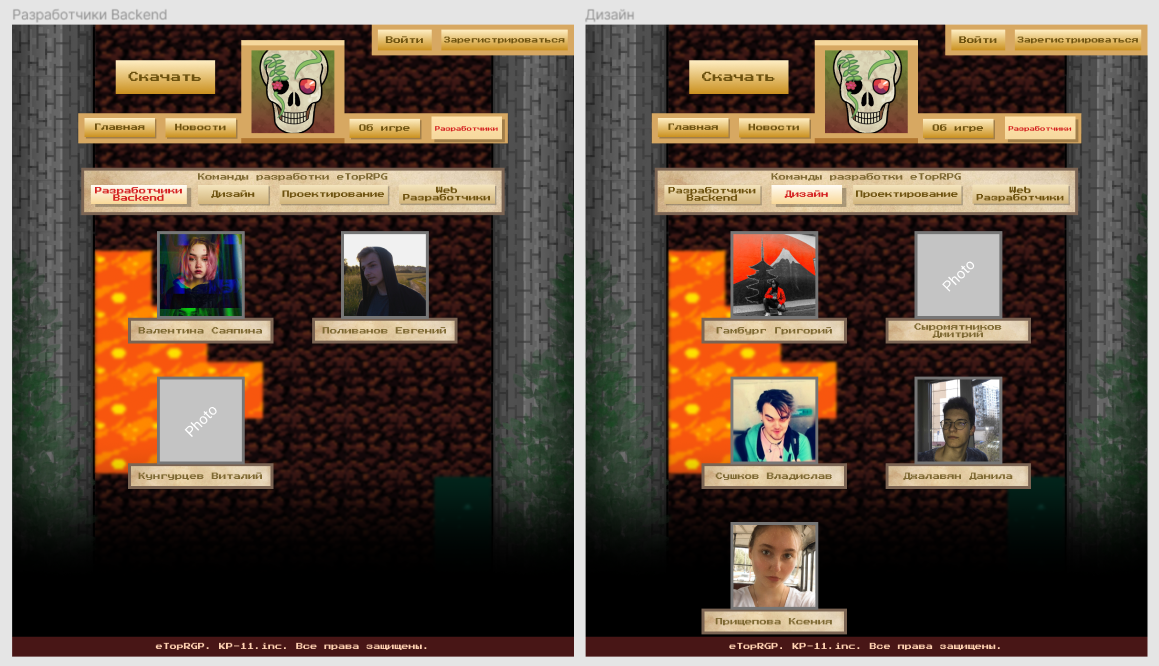 Разработчики Backend
Войти
Зарегистрироваться
Скачать
Главная
Новости
Об игре
Разработчики
Команды разработки eTopRPG
Разработчики
Backend
Дизайн
Проектирование
Web
Разработчики
Валентина Саяпина
Поливанов Евгений
Photo
Кунгурцев Виталий
eTopRGP. KP-11.inc. Все права защищены.
Дизайн
Войти
Зарегистрироваться
Скачать
Главная
Новости
Об игре
Разработчики
Команды разработки eTopRPG
Разработчики
Backend
Дизайн
Проектирование
Web
Разработчики
Гамбург Григорий
Photo
Сыромятников
Дмитрий
Сушков Владислав
Джалавян Данила
Прищепова Ксения
eTopRGP. KP-11.inc. Все права защищены.